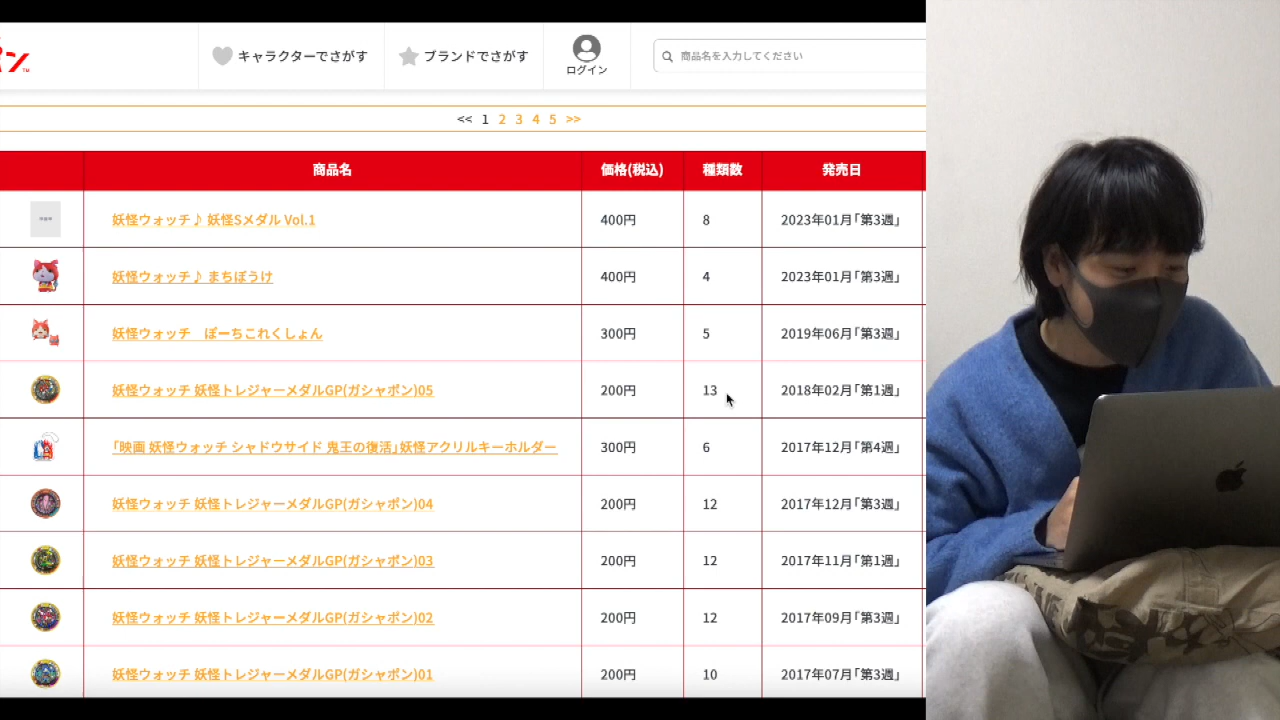 ン™
キャラクターでさがす
ブランドでさがす
ログイン
商品名を入力してください
<< 1 2 3 4 5 >>
商品名 価格(税込) 種類数 発売日
妖怪ウォッチ♪ 妖怪Sメダル Vol.1 400円 8 2023年01月「第3週」
妖怪ウォッチ♪ まちぼうけ 400円 4 2023年01月「第3週」
妖怪ウォッチ　ぽーちこれくしょん 300円 5 2019年06月「第3週」
妖怪ウォッチ 妖怪トレジャーメダルGP(ガシャポン)05 200円 13 2018年02月「第1週」
「映画 妖怪ウォッチ シャドウサイド 鬼王の復活」妖怪アクリルキーホルダー 300円 6 2017年12月「第4週」
妖怪ウォッチ 妖怪トレジャーメダルGP(ガシャポン)04 200円 12 2017年12月「第3週」
妖怪ウォッチ 妖怪トレジャーメダルGP(ガシャポン)03 200円 12 2017年11月「第1週」
妖怪ウォッチ 妖怪トレジャーメダルGP(ガシャポン)02 200円 12 2017年09月「第3週」
妖怪ウォッチ 妖怪トレジャーメダルGP(ガシャポン)01 200円 10 2017年07月「第3週」